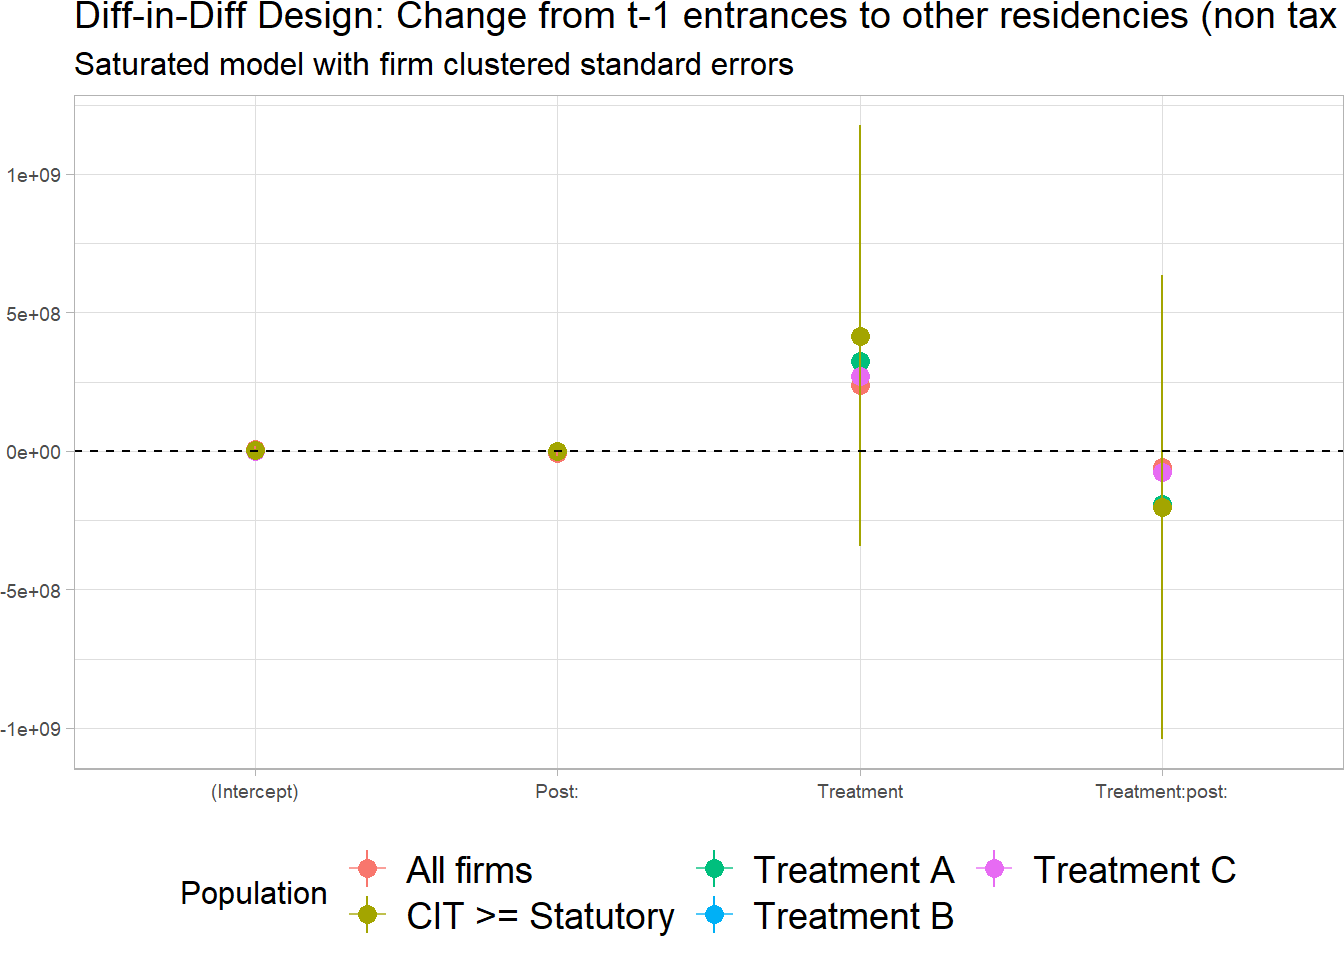 Diff-in-Diff Design: Change from t-1 entrances to other residencies (non tax
Saturated model with firm clustered standard errors
1e+09
5e+08
0e+00
-5e+08
-1e+09
(Intercept) Post: Treatment Treatment:post:
Population
All firms Treatment A Treatment C
CIT >= Statutory Treatment B